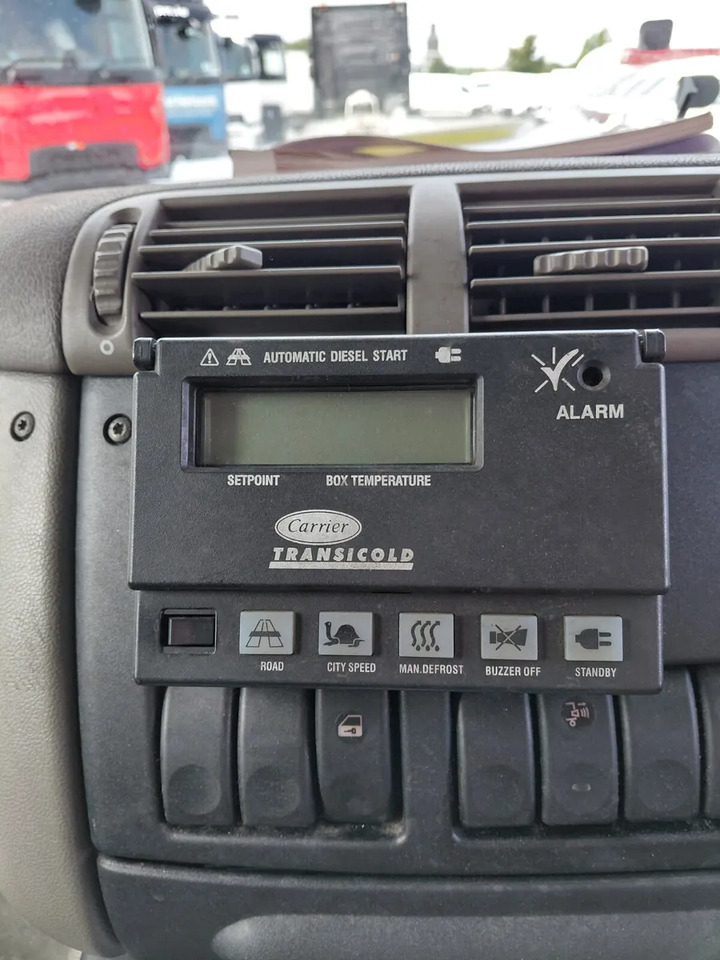 AUTOMATIC DIESEL START
ALARM
SETPOINT BOX TEMPERATURE
Carrier
TRANSICOLD
ROAD CITY SPEED MAN.DEFROST BUZZER OFF STANDBY